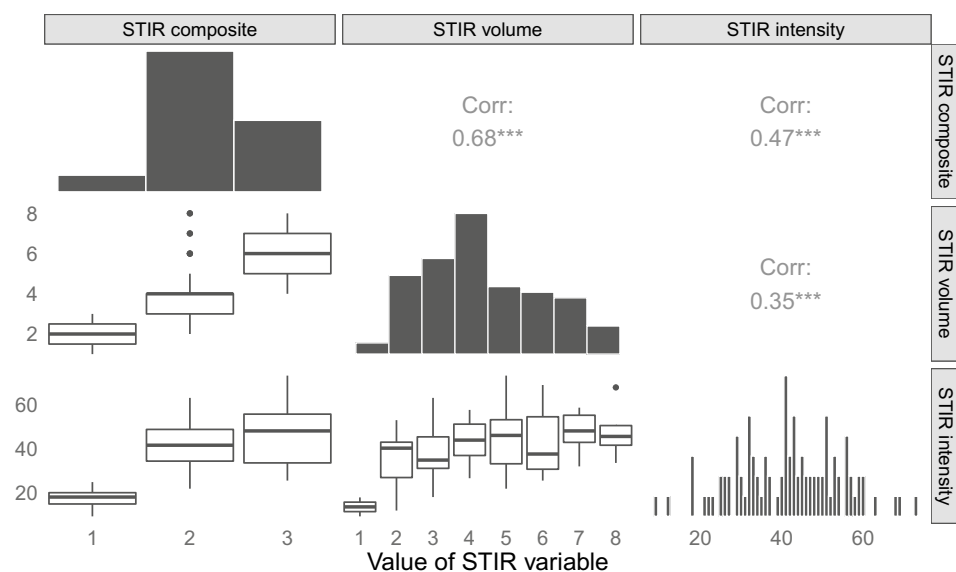 STIR composite
STIR volume
STIR intensity
Corr:
0.68***
Corr:
0.47***
STIR composite
8
6
4
2
Corr:
0.35***
STIR volume
60
40
20
STIR intensity
1
2
3
1
2
3
4
5
6
7
8
20
40
60
Value of STIR variable